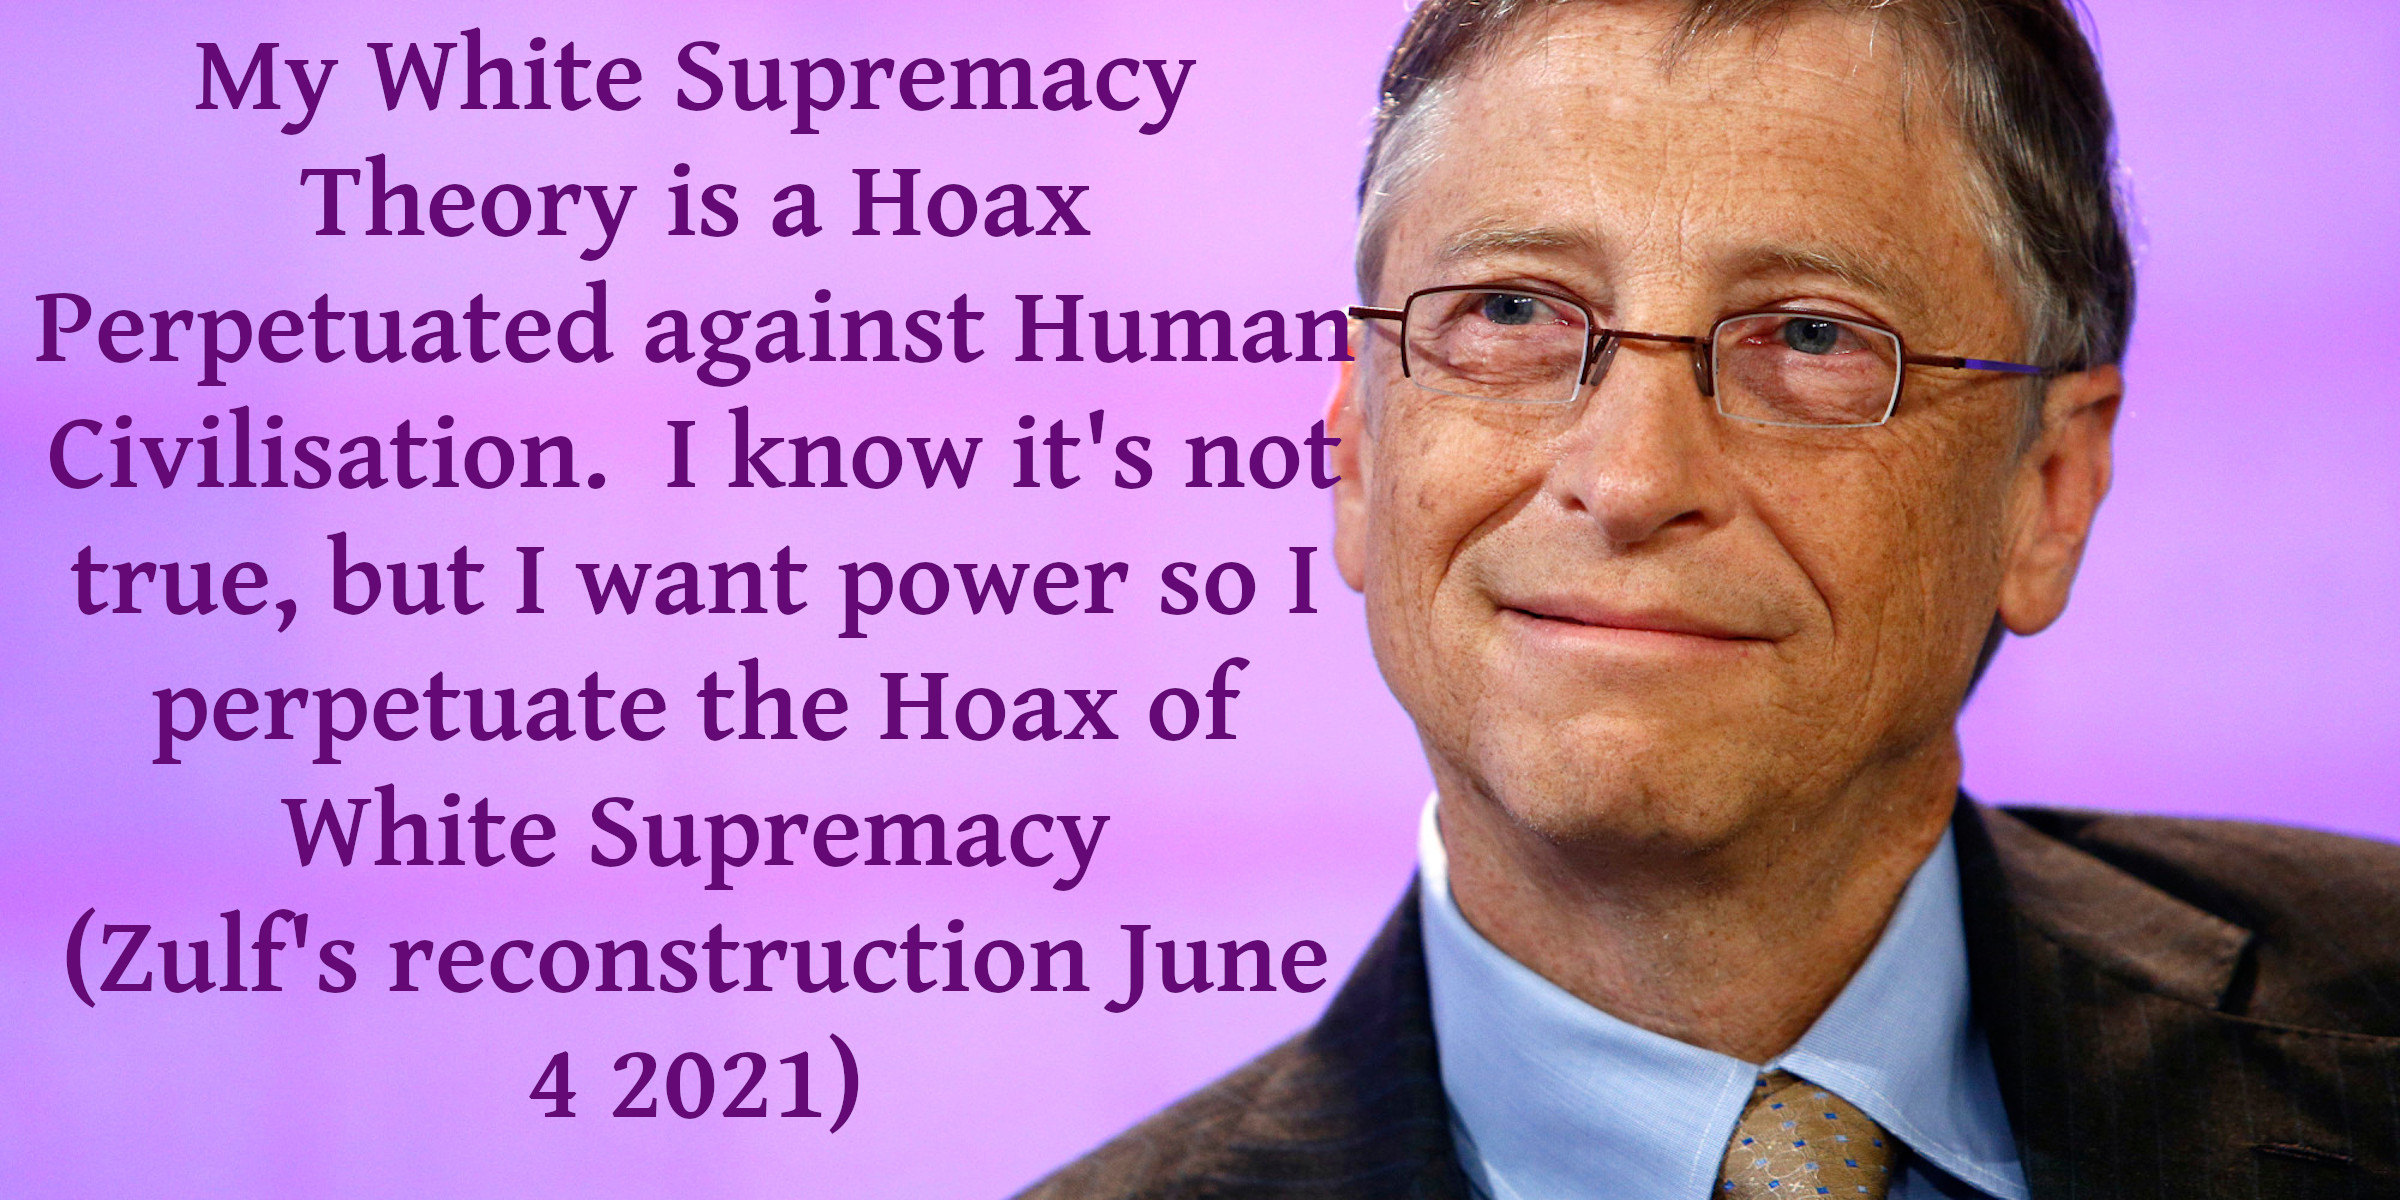 My White Supremacy
Theory is a Hoax
Perpetuated against Human
Civilisation.  I know it's not
true, but I want power so I
perpetuate the Hoax of
White Supremacy
(Zulf's reconstruction June
4 2021)